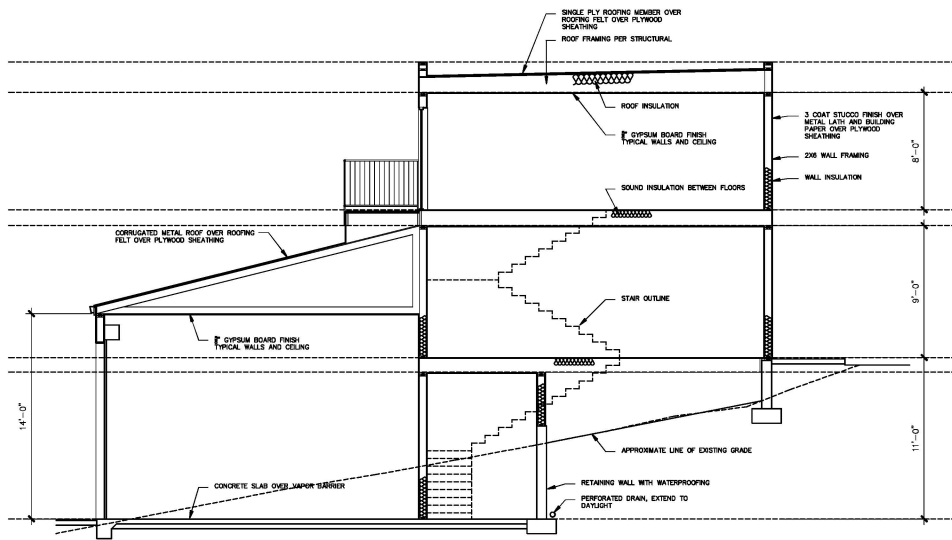 SINGLE PLY ROOFING MEMBER OVER
ROOFING FELT OVER PLYWOOD
SHEATHING
ROOF FRAMING PER STRUCTURAL
ROOF INSULATION
3 COAT STUCCO FINISH OVER
METAL LATH AND BUILDING
PAPER OVER PLYWOOD
SHEATHING
GYPSUM BOARD FINISH
TYPICAL WALLS AND CEILING
8'-0"
2X6 WALL FRAMING
WALL INSULATION
SOUND INSULATION BETWEEN FLOORS
CORRUGATED METAL ROOF OVER ROOFING
FELT OVER PLYWOOD SHEATHING
STAIR OUTLINE
9'-0"
GYPSUM BOARD FINISH
TYPICAL WALLS AND CEILING
14'-0"
11'-0"
APPROXIMATE LINE OF EXISTING GRADE
CONCRETE SLAB OVER VAPOR BARRIER
RETAINING WALL WITH WATERPROOFING
PERFORATED DRAIN, EXTEND TO
DAYLIGHT